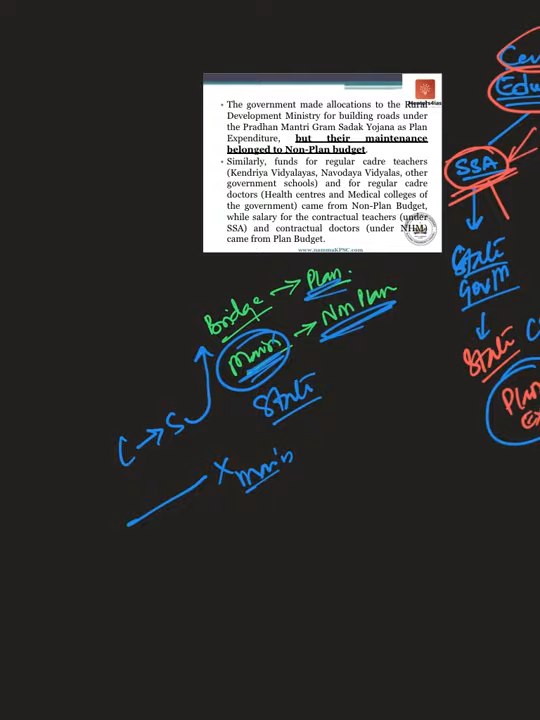 • The government made allocations to the Rural
Development Ministry for building roads under
the Pradhan Mantri Gram Sadak Yojana as Plan
Expenditure, but their maintenance
belonged to Non-Plan budget.
• Similarly, funds for regular cadre teachers
(Kendriya Vidyalayas, Navodaya Vidyalas, other
government schools) and for regular cadre
doctors (Health centres and Medical colleges of
the government) came from Non-Plan Budget,
while salary for the contractual teachers (under
SSA) and contractual doctors (under NHM)
came from Plan Budget.
www.nammaKPSC.com
Bridge → Plan.
→ Non Plan
State
C → S
Cen
Edu
SSA
State
Govm
State
Plan